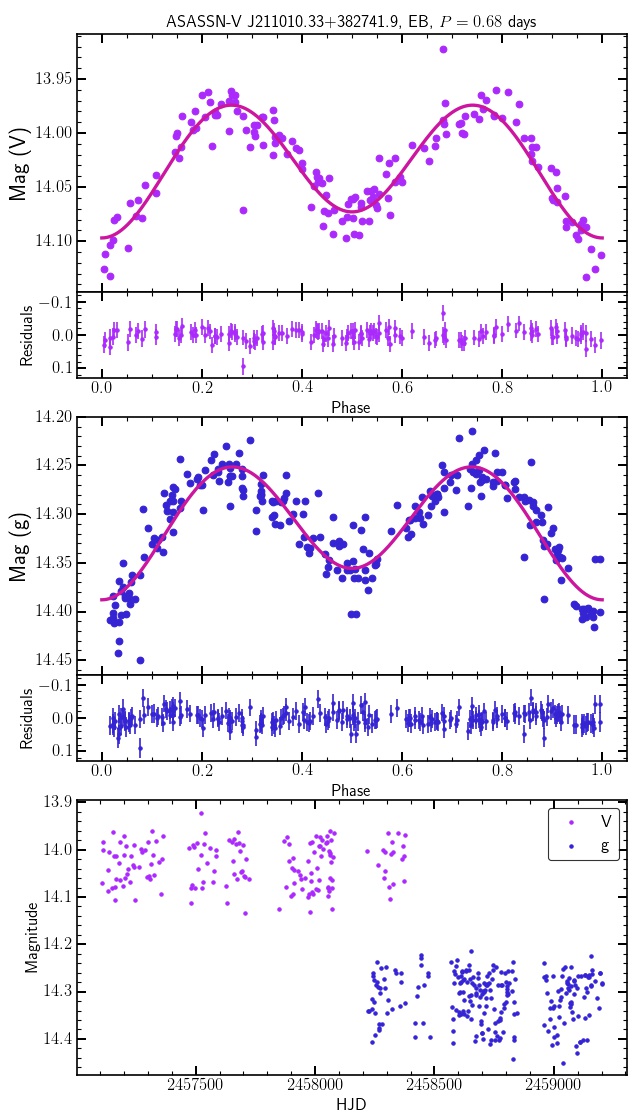 ASASSN-V J211010.33+382741.9, EB, P = 0.68 days
Mag (V)
13.95
14.00
14.05
14.10
Residuals
−0.1
0.0
0.1
0.0 0.2 0.4 0.6 0.8 1.0
Phase
Mag (g)
14.20
14.25
14.30
14.35
14.40
14.45
Residuals
−0.1
0.0
0.1
0.0 0.2 0.4 0.6 0.8 1.0
Phase
Magnitude
13.9
14.0
14.1
14.2
14.3
14.4
V
g
2457500 2458000 2458500 2459000
HJD